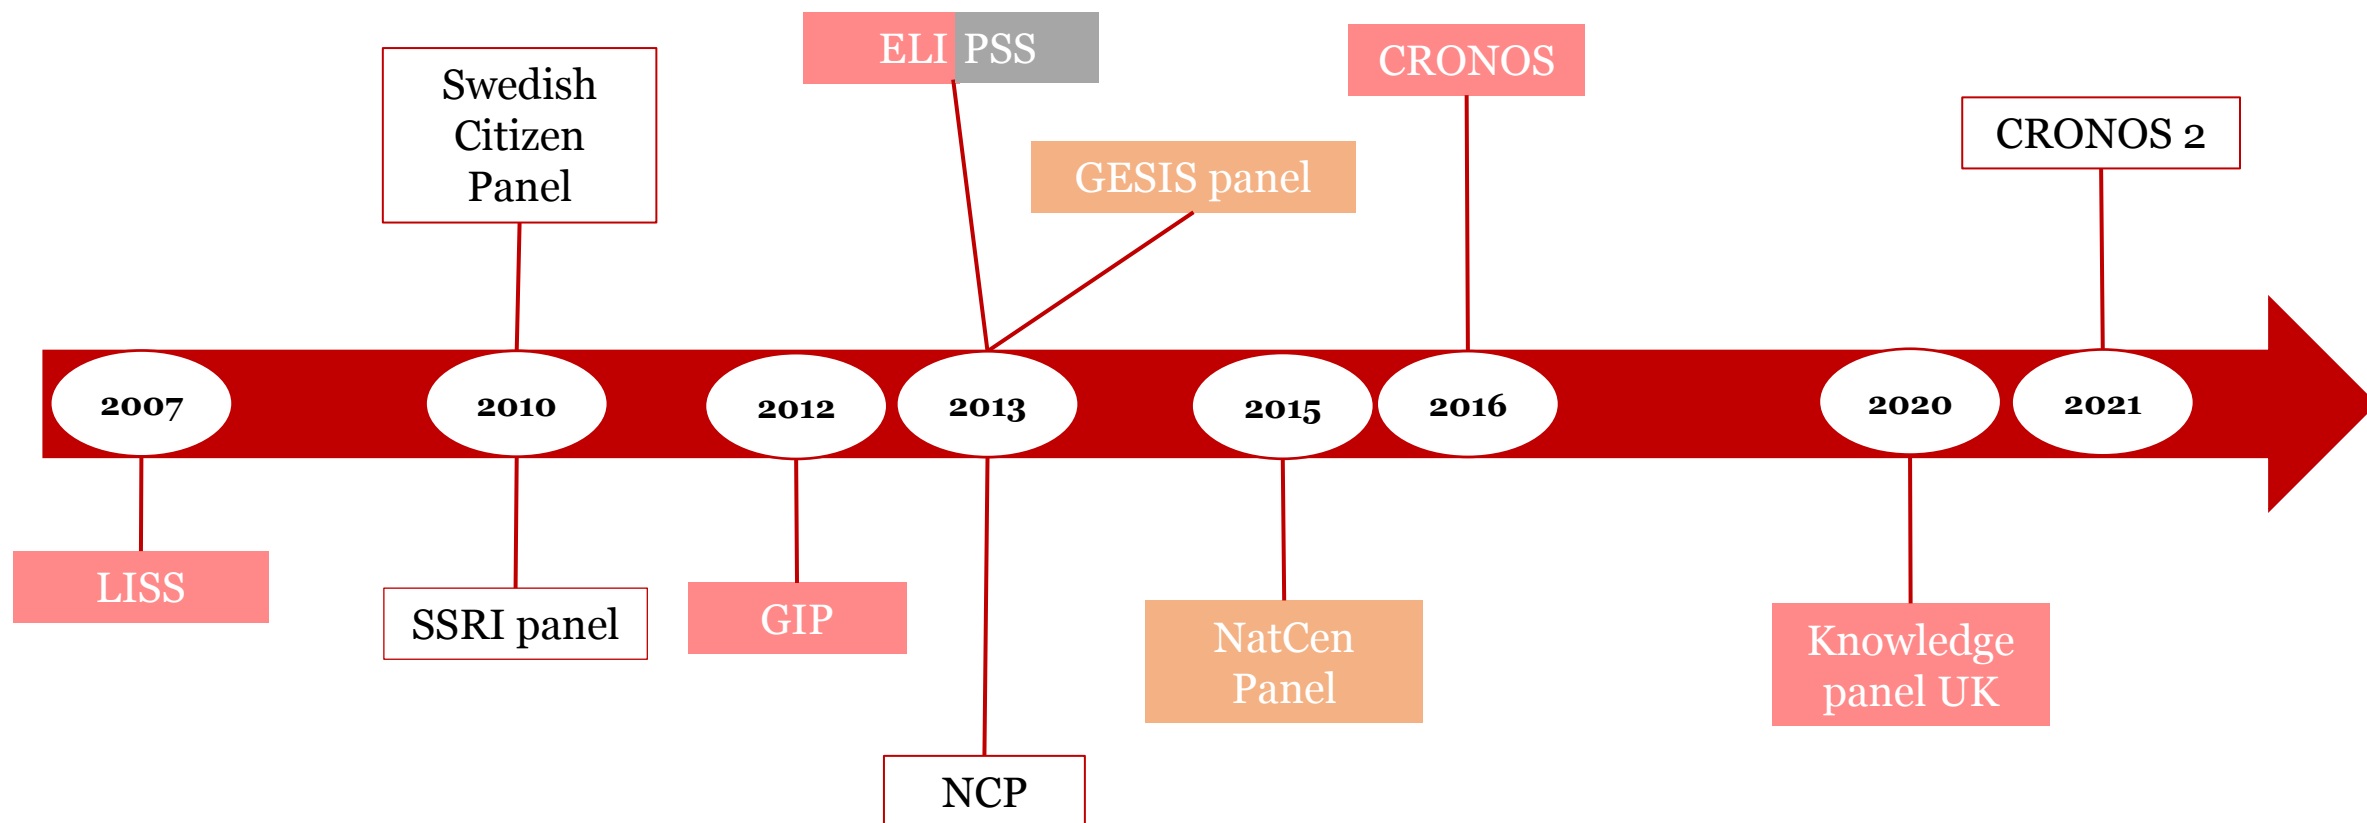 ELI PSS
CRONOS
Swedish
Citizen
Panel
CRONOS 2
GESIS panel
2007
2010
2012
2013
2015
2016
2020
2021
LISS
SSRI panel
GIP
NatCen
Panel
Knowledge
panel UK
NCP